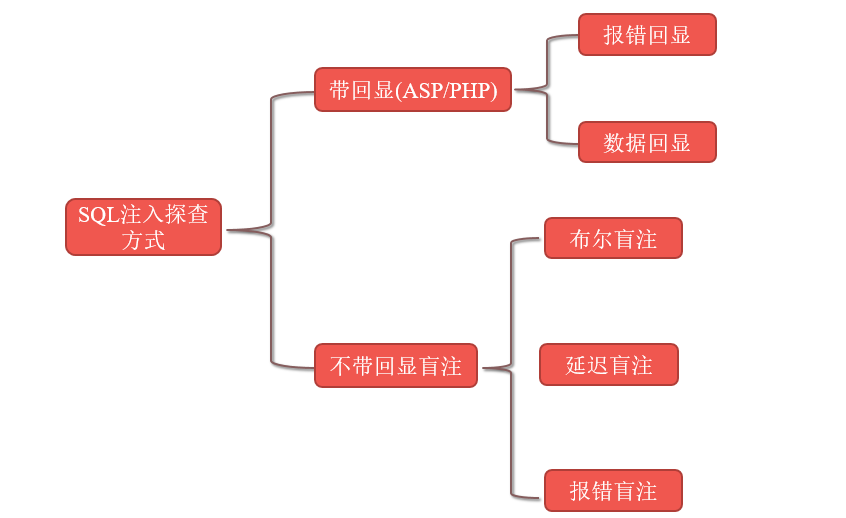 SQL注入探查
方式
带回显(ASP/PHP)
报错回显
数据回显
不带回显盲注
布尔盲注
延迟盲注
报错盲注